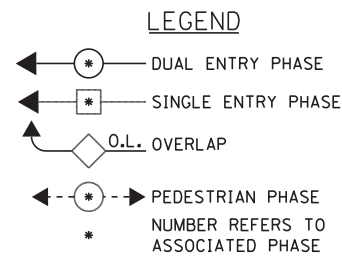 LEGEND
* DUAL ENTRY PHASE
* SINGLE ENTRY PHASE
O.L. OVERLAP
* PEDESTRIAN PHASE
* NUMBER REFERS TO
ASSOCIATED PHASE